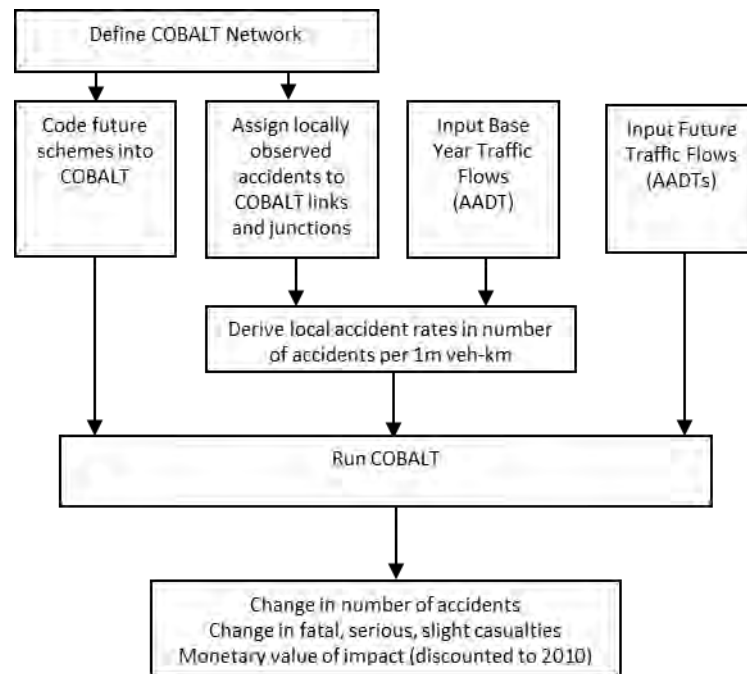 Define COBALT Network
Code future
schemes into
COBALT
Assign locally
observed
accidents to
COBALT links
and junctions
Input Base
Year Traffic
Flows
(AADT)
Input Future
Traffic Flows
(AADTs)
Derive local accident rates in number
of accidents per 1m veh-km
Run COBALT
Change in number of accidents
Change in fatal, serious, slight casualties
Monetary value of impact (discounted to 2010)